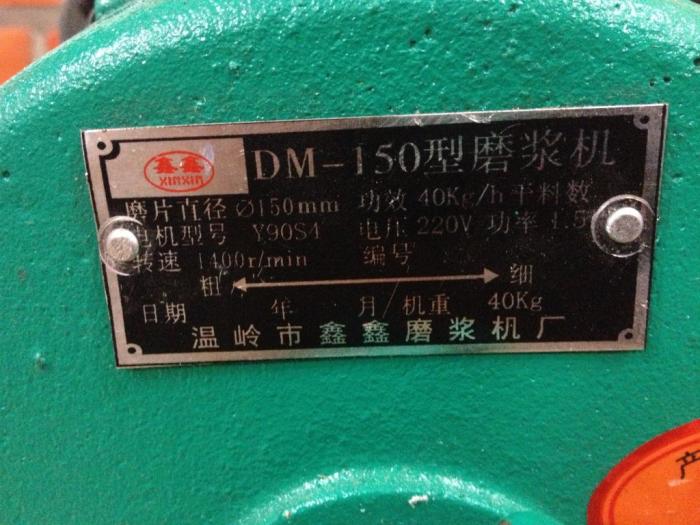 鑫鑫
XINXIN
DM-150型磨浆机
磨片直径 Ø150mm 功效 40Kg/h干料数
电机型号 Y90S4 电压 220V 功率 1.5
转速 1400r/min 编号
粗 细
日期 年 月 机重 40Kg
温岭市鑫鑫磨浆机厂
产